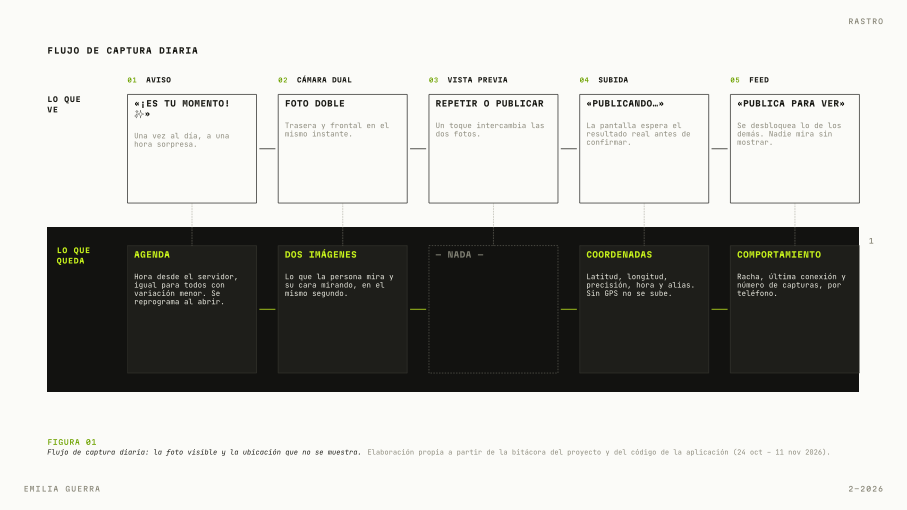 RASTRO
FLUJO DE CAPTURA DIARIA
01 AVISO
02 CÁMARA DUAL
03 VISTA PREVIA
04 SUBIDA
05 FEED
LO QUE
VE
«¡ES TU MOMENTO!
✨»
Una vez al día, a una
hora sorpresa.
FOTO DOBLE
Trasera y frontal en el
mismo instante.
REPETIR O PUBLICAR
Un toque intercambia las
dos fotos.
«PUBLICANDO…»
La pantalla espera el
resultado real antes de
confirmar.
«PUBLICA PARA VER»
Se desbloquea lo de los
demás. Nadie mira sin
mostrar.
LO QUE
QUEDA
AGENDA
Hora desde el servidor,
igual para todos con
variación menor. Se
reprograma al abrir.
DOS IMÁGENES
Lo que la persona mira y
su cara mirando, en el
mismo segundo.
— NADA —
COORDENADAS
Latitud, longitud,
precisión, hora y alias.
Sin GPS no se sube.
COMPORTAMIENTO
Racha, última conexión y
número de capturas, por
teléfono.
1
FIGURA 01
Flujo de captura diaria: la foto visible y la ubicación que no se muestra. Elaboración propia a partir de la bitácora del proyecto y del código de la aplicación (24 oct – 11 nov 2026).
EMILIA GUERRA
2—2026